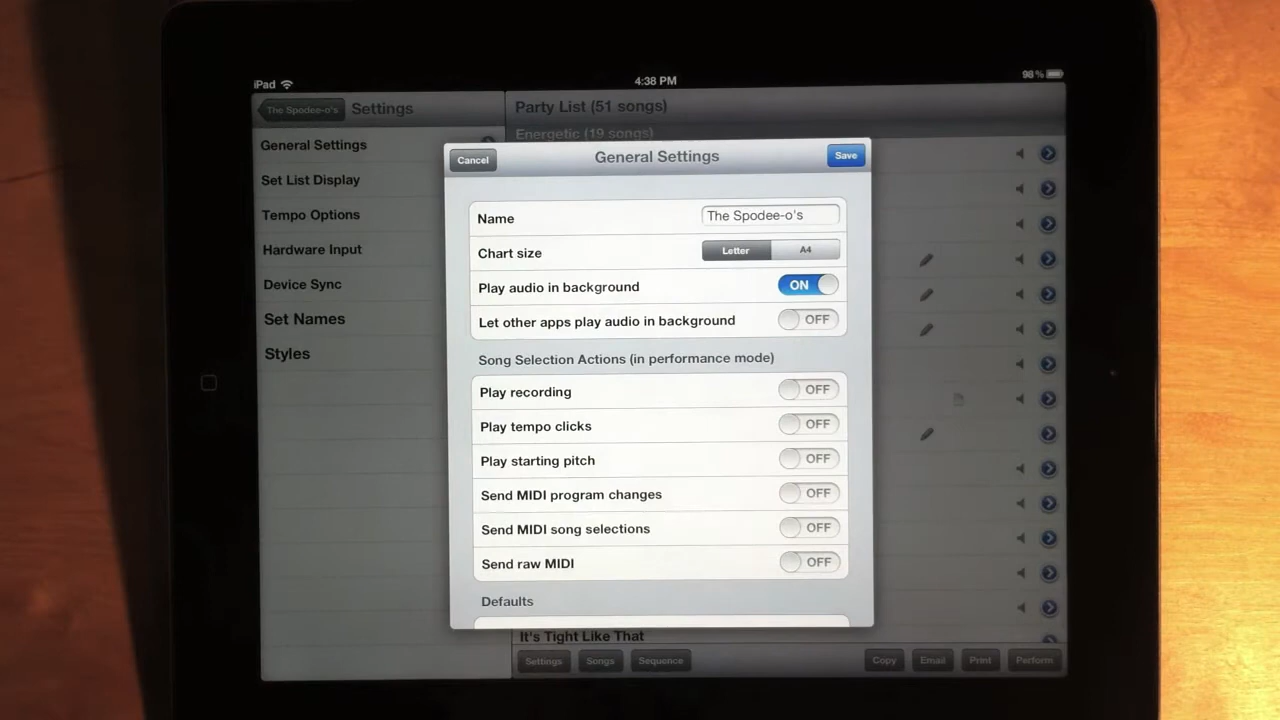 iPad 4:38 PM 98%
The Spodee-o's Settings
Party List (51 songs)
Energetic (19 songs)
General Settings
Set List Display
Tempo Options
Hardware Input
Device Sync
Set Names
Styles
Cancel General Settings Save
Name The Spodee-o's
Chart size Letter A4
Play audio in background ON
Let other apps play audio in background OFF
Song Selection Actions (in performance mode)
Play recording OFF
Play tempo clicks OFF
Play starting pitch OFF
Send MIDI program changes OFF
Send MIDI song selections OFF
Send raw MIDI OFF
Defaults
It's Tight Like That
Settings Songs Sequence Copy Email Print Perform